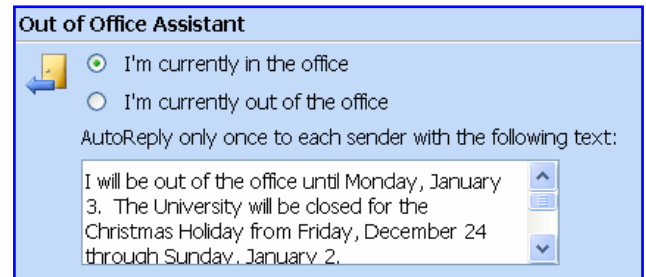 Out of Office Assistant
I'm currently in the office
I'm currently out of the office
AutoReply only once to each sender with the following text:
I will be out of the office until Monday, January
3. The University will be closed for the
Christmas Holiday from Friday, December 24
through Sunday, January 2.